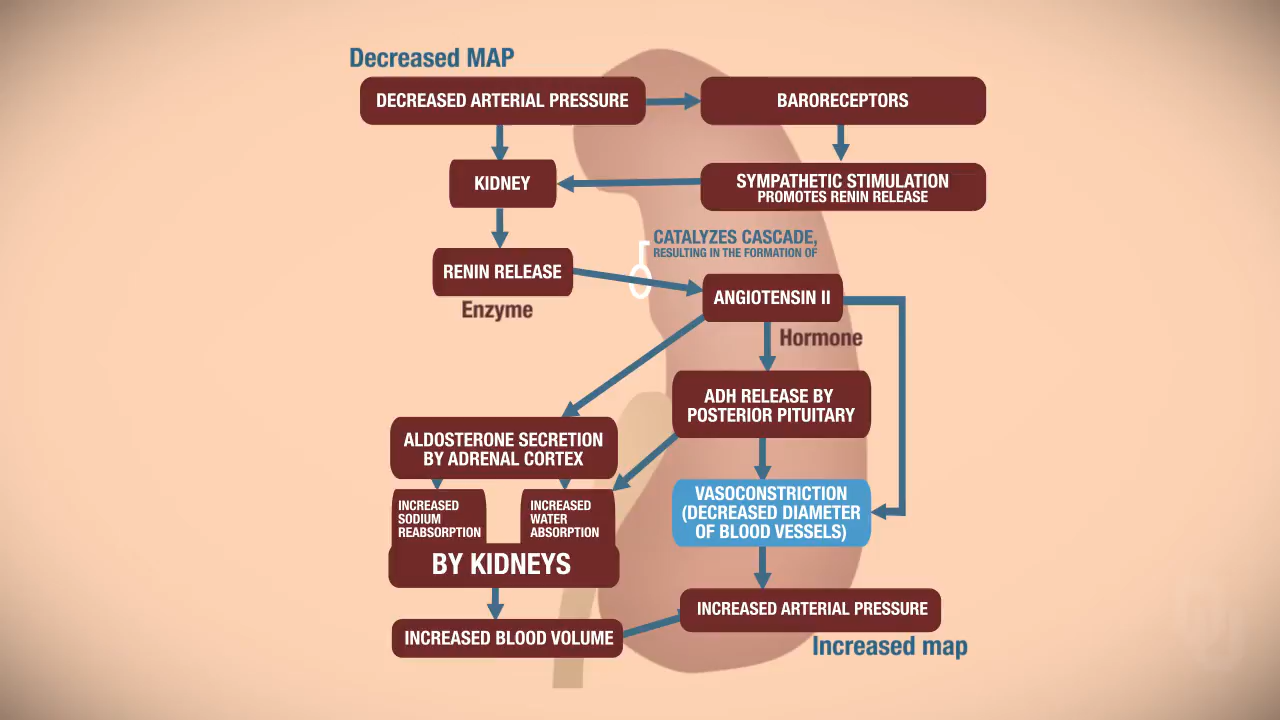 Decreased MAP
DECREASED ARTERIAL PRESSURE
BARORECEPTORS
KIDNEY
SYMPATHETIC STIMULATION
PROMOTES RENIN RELEASE
CATALYZES CASCADE,
RESULTING IN THE FORMATION OF
RENIN RELEASE
Enzyme
ANGIOTENSIN II
Hormone
ADH RELEASE BY
POSTERIOR PITUITARY
ALDOSTERONE SECRETION
BY ADRENAL CORTEX
INCREASED
SODIUM
REABSORPTION
INCREASED
WATER
ABSORPTION
BY KIDNEYS
VASOCONSTRICTION
(DECREASED DIAMETER
OF BLOOD VESSELS)
INCREASED ARTERIAL PRESSURE
INCREASED BLOOD VOLUME
Increased map